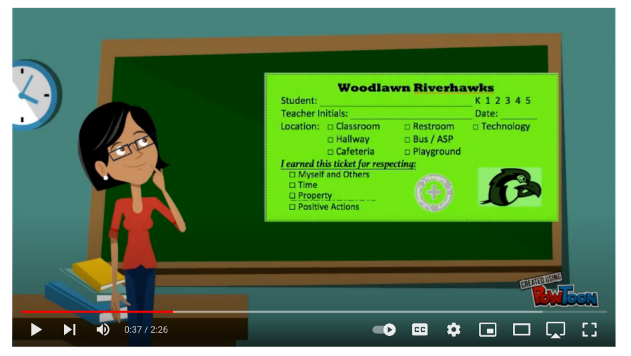 Woodlawn Riverhawks
Student: K 1 2 3 4 5
Teacher Initials: Date:
Location: □ Classroom □ Restroom □ Technology
□ Hallway □ Bus / ASP
□ Cafeteria □ Playground
I earned this ticket for respecting:
□ Myself and Others
□ Time
□ Property
□ Positive Actions
CREATED USING
POWTOON
0:37 / 2:26
CC